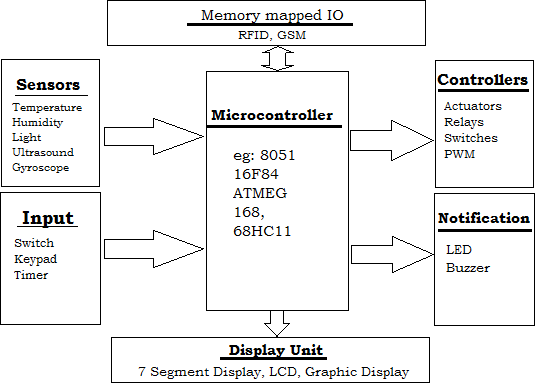 Memory mapped IO
RFID, GSM
Sensors
Temperature
Humidity
Light
Ultrasound
Gyroscope
Input
Switch
Keypad
Timer
Microcontroller
eg: 8051
16F84
ATMEG
168,
68HC11
Controllers
Actuators
Relays
Switches
PWM
Notification
LED
Buzzer
Display Unit
7 Segment Display, LCD, Graphic Display